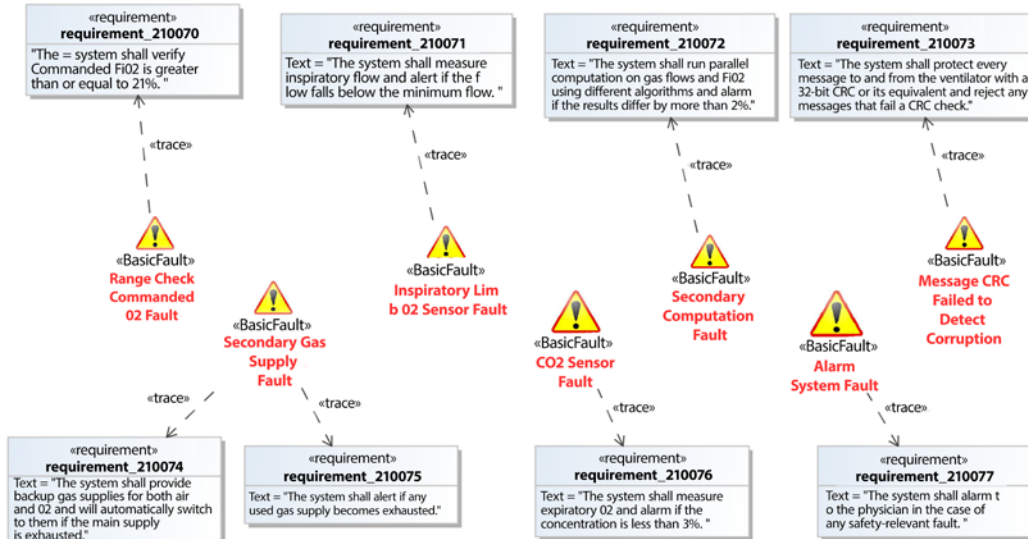 «requirement»
requirement_210070
"The = system shall verify
Commanded Fi02 is greater
than or equal to 21%. "
«requirement»
requirement_210071
Text = "The system shall measure
inspiratory flow and alert if the f
low falls below the minimum flow. "
«requirement»
requirement_210072
Text = "The system shall run parallel
computation on gas flows and Fi02
using different algorithms and alarm
if the results differ by more than 2%."
«requirement»
requirement_210073
Text = "The system shall protect every
message to and from the ventilator with a
32-bit CRC or its equivalent and reject any
messages that fail a CRC check."
«trace»
«trace»
«trace»
«trace»
«BasicFault»
Range Check
Commanded
02 Fault
«BasicFault»
Secondary Gas
Supply
Fault
«BasicFault»
Inspiratory Lim
b 02 Sensor Fault
«BasicFault»
CO2 Sensor
Fault
«BasicFault»
Secondary
Computation
Fault
«BasicFault»
Alarm
System Fault
«BasicFault»
Message CRC
Failed to
Detect
Corruption
«trace»
«trace»
«trace»
«trace»
«requirement»
requirement_210074
Text = "The system shall provide
backup gas supplies for both air
and 02 and will automatically switch
to them if the main supply
is exhausted."
«requirement»
requirement_210075
Text = "The system shall alert if any
used gas supply becomes exhausted."
«requirement»
requirement_210076
Text = "The system shall measure
expiratory 02 and alarm if the
concentration is less than 3%. "
«requirement»
requirement_210077
Text = "The system shall alarm t
o the physician in the case of
any safety-relevant fault. "